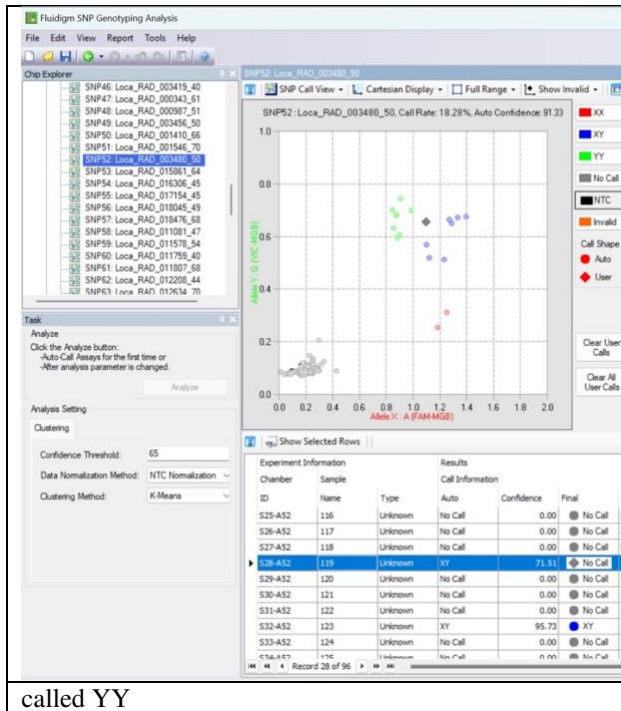 Fluidigm SNP Genotyping Analysis
File Edit View Report Tools Help
Chip Explorer
SNP46: Loca_RAD_003419_40
SNP47: Loca_RAD_000343_61
SNP48: Loca_RAD_000987_51
SNP49: Loca_RAD_003456_50
SNP50: Loca_RAD_001410_66
SNP51: Loca_RAD_001546_70
SNP52: Loca_RAD_003480_50
SNP53: Loca_RAD_015861_64
SNP54: Loca_RAD_016306_45
SNP55: Loca_RAD_017154_45
SNP56: Loca_RAD_018045_49
SNP57: Loca_RAD_018476_68
SNP58: Loca_RAD_011081_47
SNP59: Loca_RAD_011578_54
SNP60: Loca_RAD_011759_40
SNP61: Loca_RAD_011807_68
SNP62: Loca_RAD_012208_44
SNP63: Loca_RAD_012634_70
Task
Analyze
Click the Analyze button:
-Auto-Call Assays for the first time or
-After analysis parameter is changed.
Analyze
Analysis Setting
Clustering
Confidence Threshold: 65
Data Normalization Method: NTC Normalization
Clustering Method: K-Means
SNP52: Loca_RAD_003480_50
SNP Call View Cartesian Display Full Range Show Invalid
SNP52 : Loca_RAD_003480_50, Call Rate: 18.28%, Auto Confidence: 91.33
1.0
0.8
0.6
0.4
0.2
0.0
Allele Y : G (VIC-MGB)
0.0 0.2 0.4 0.6 0.8 1.0 1.2 1.4 1.6 1.8 2.0
Allele X : A (FAM-MGB)
XX
XY
YY
No Call
NTC
Invalid
Call Shape
Auto
User
Clear User
Calls
Clear All
User Calls
Show Selected Rows
Experiment Information Results
Chamber Sample Call Information
ID Name Type Auto Confidence Final
S25-A52 116 Unknown No Call 0.00 No Call
S26-A52 117 Unknown No Call 0.00 No Call
S27-A52 118 Unknown No Call 0.00 No Call
S28-A52 119 Unknown XY 71.51 No Call
S29-A52 120 Unknown No Call 0.00 No Call
S30-A52 121 Unknown No Call 0.00 No Call
S31-A52 122 Unknown No Call 0.00 No Call
S32-A52 123 Unknown XY 95.73 XY
S33-A52 124 Unknown No Call 0.00 No Call
S34-A52 125 Unknown No Call 0.00 No Call
Record 28 of 96
called YY